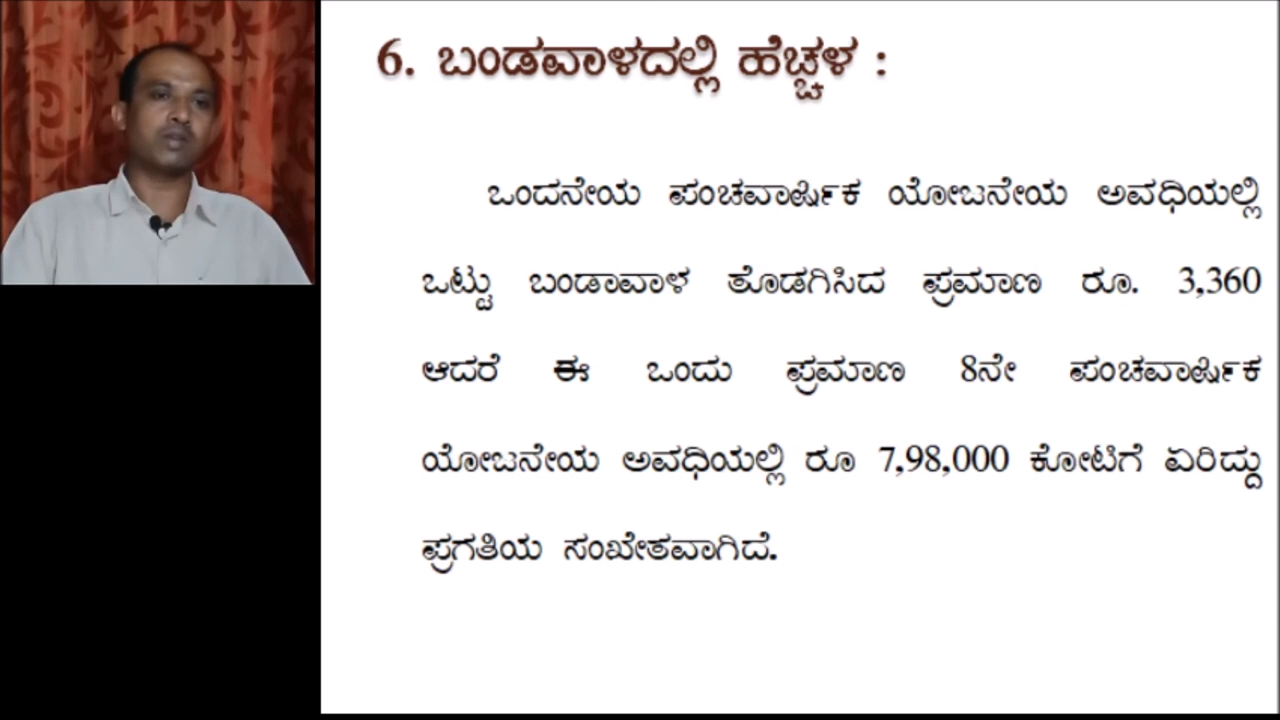 6. ಬಂಡವಾಳದಲ್ಲಿ ಹೆಚ್ಚಳ :
ಒಂದನೇಯ ಪಂಚವಾರ್ಷಿಕ ಯೋಜನೇಯ ಅವಧಿಯಲ್ಲಿ
ಒಟ್ಟು ಬಂಡಾವಾಳ ತೊಡಗಿಸಿದ ಪ್ರಮಾಣ ರೂ. 3,360
ಆದರೆ ಈ ಒಂದು ಪ್ರಮಾಣ 8ನೇ ಪಂಚವಾರ್ಷಿಕ
ಯೋಜನೇಯ ಅವಧಿಯಲ್ಲಿ ರೂ 7,98,000 ಕೋಟಿಗೆ ಏರಿದ್ದು
ಪ್ರಗತಿಯ ಸಂಖೇತವಾಗಿದೆ.